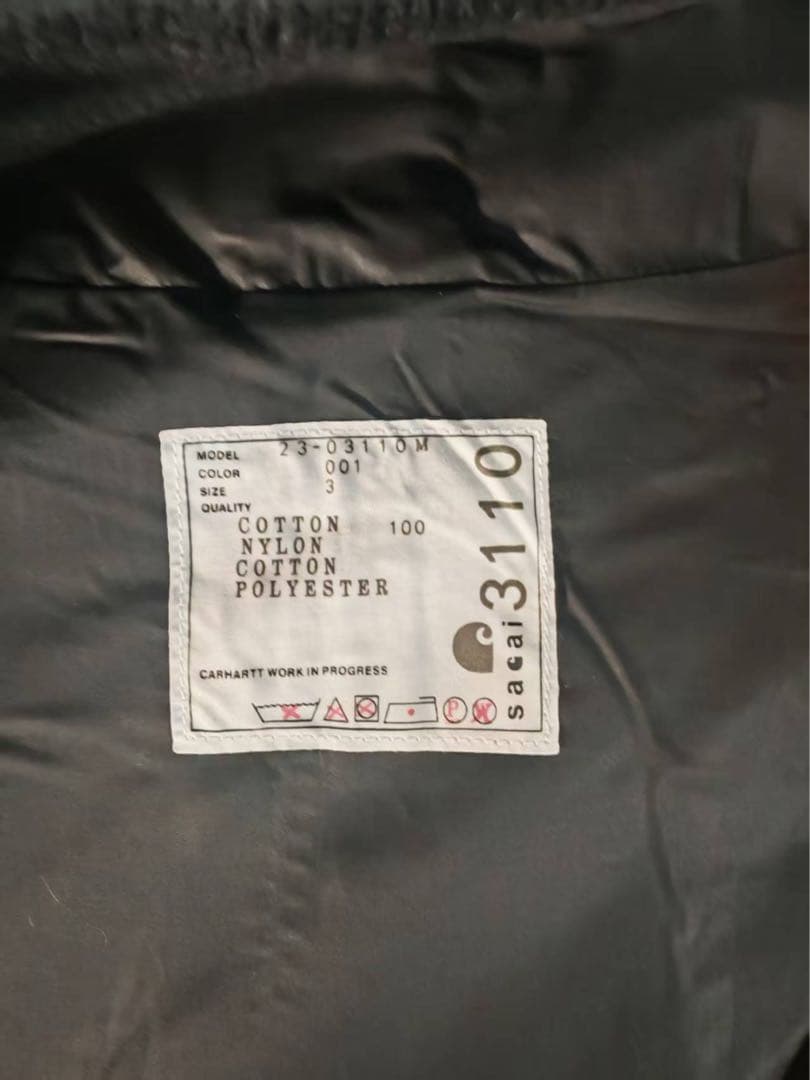 MODEL 23-03110M
COLOR 001
SIZE 3
QUALITY
COTTON 100
NYLON
COTTON
POLYESTER
CARHARTT WORK IN PROGRESS
P
W
sacai 3110